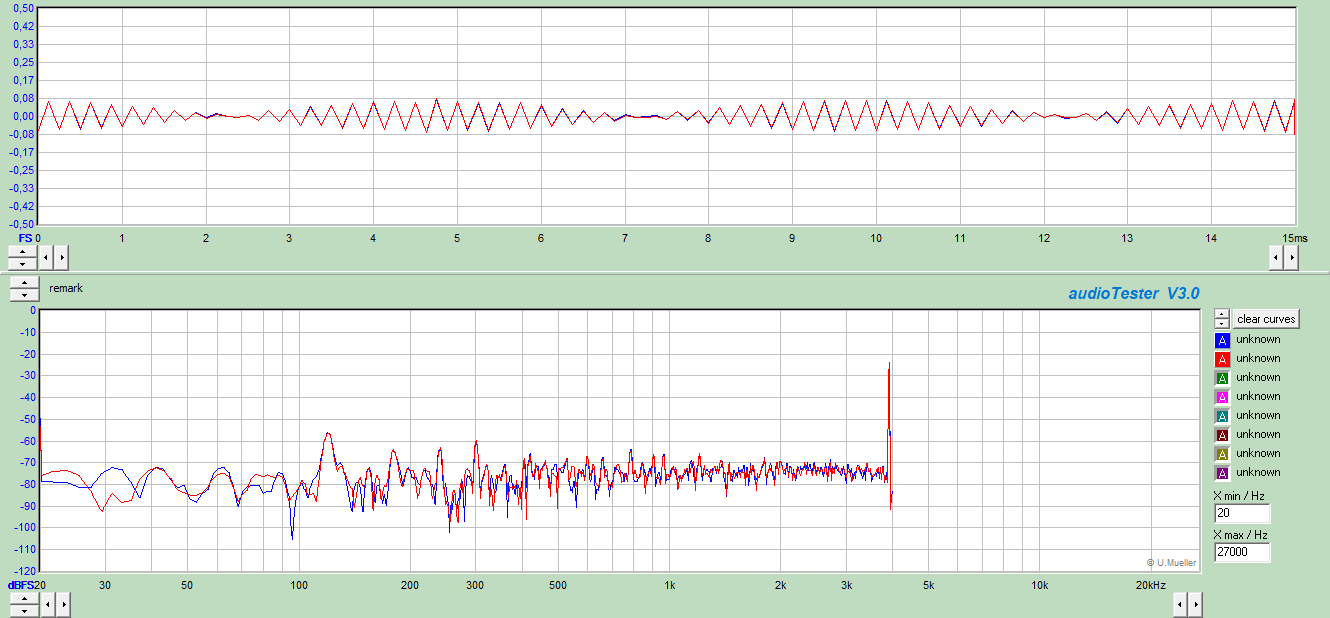 0,50
0,42
0,33
0,25
0,17
0,08
0,00
-0,08
-0,17
-0,25
-0,33
-0,42
-0,50
FS 0 1 2 3 4 5 6 7 8 9 10 11 12 13 14 15ms
remark
audioTester V3.0
0
-10
-20
-30
-40
-50
-60
-70
-80
-90
-100
-110
-120
© U.Mueller
dBFS20 30 50 100 200 300 500 1k 2k 3k 5k 10k 20kHz
clear curves
A unknown
A unknown
A unknown
A unknown
A unknown
A unknown
A unknown
A unknown
X min / Hz
20
X max / Hz
27000